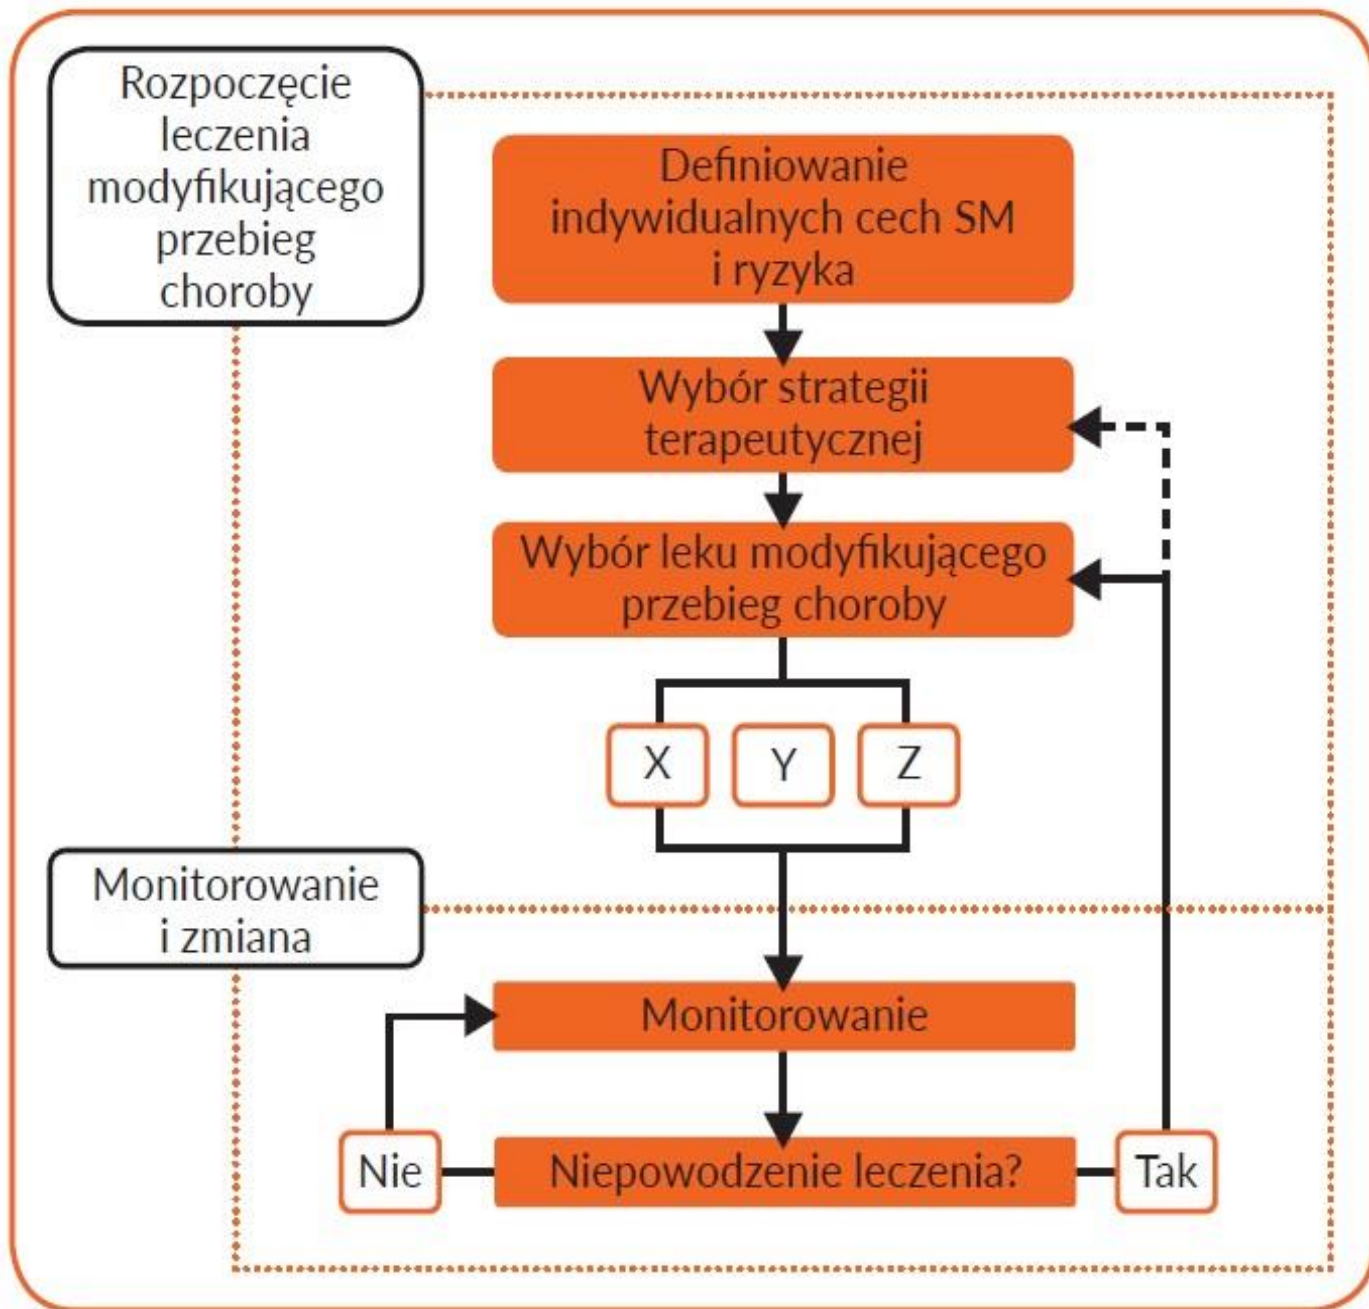 Rozpoczęcie
leczenia
modyfikującego
przebieg
choroby
Definiowanie
indywidualnych cech SM
i ryzyka
Wybór strategii
terapeutycznej
Wybór leku modyfikującego
przebieg choroby
X
Y
Z
Monitorowanie
i zmiana
Monitorowanie
Nie
Niepowodzenie leczenia?
Tak